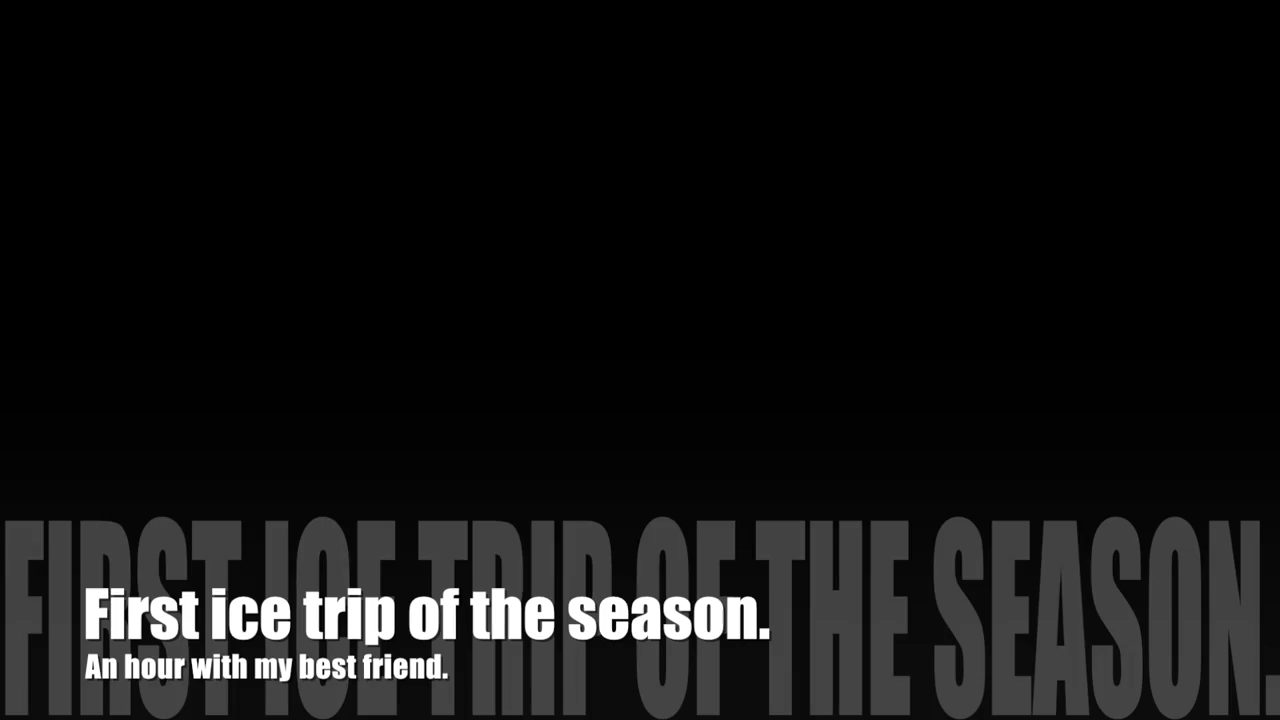 FIRST ICE TRIP OF THE SEASON.
First ice trip of the season.
An hour with my best friend.